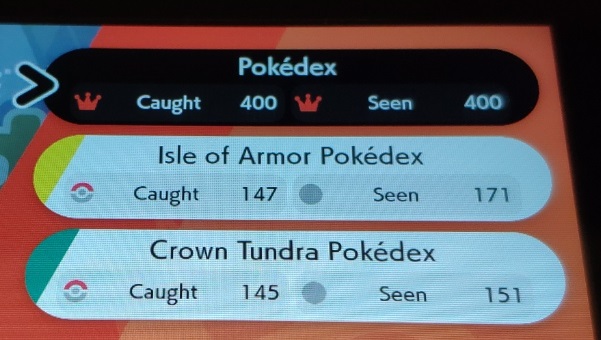 Pokédex
Caught 400 Seen 400
Isle of Armor Pokédex
Caught 147 Seen 171
Crown Tundra Pokédex
Caught 145 Seen 151